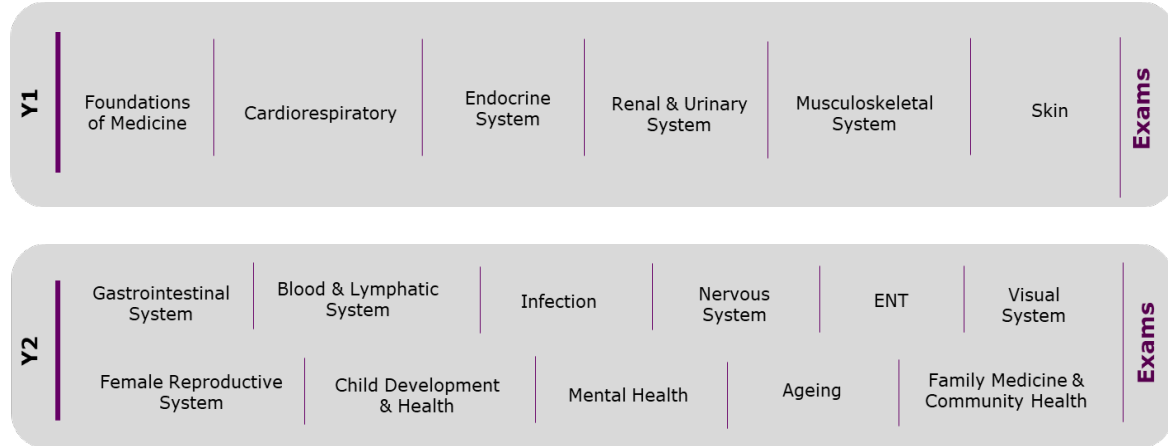 Y1
Foundations
of Medicine
Cardiorespiratory
Endocrine
System
Renal & Urinary
System
Musculoskeletal
System
Skin
Exams
Y2
Gastrointestinal
System
Blood & Lymphatic
System
Infection
Nervous
System
ENT
Visual
System
Female Reproductive
System
Child Development
& Health
Mental Health
Ageing
Family Medicine &
Community Health
Exams